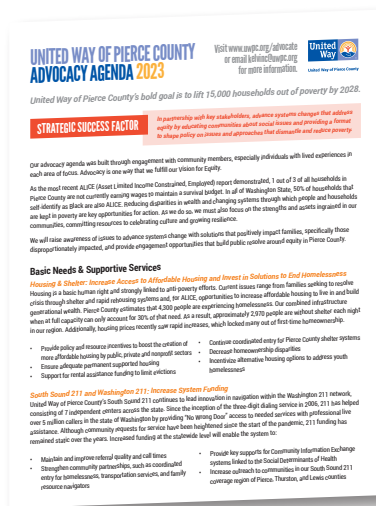 UNITED WAY OF PIERCE COUNTY
ADVOCACY AGENDA 2023
Visit www.uwpc.org/advocate
or email kelvinc@uwpc.org
for more information.
United
Way
United Way of Pierce County
United Way of Pierce County's bold goal is to lift 15,000 households out of poverty by 2028.
STRATEGIC SUCCESS FACTOR
In partnership with key stakeholders, advance systems changes that address
equity by educating communities about social issues and providing a format
to shape policy on issues and approaches that dismantle and reduce poverty.
Our advocacy agenda was built through engagement with community members, especially individuals with lived experiences in
each area of focus. Advocacy is one way that we fulfill our Vision for Equity.
As the most recent ALICE (Asset Limited Income Constrained, Employed) report demonstrated, 1 out of 3 of all households in
Pierce County are not currently earning wages to maintain a survival budget. In all of Washington State, 50% of households that
self-identify as Black are also ALICE. Reducing disparities in wealth and changing systems through which people and households
are kept in poverty are key opportunities for action. As we do so, we must also focus on the strengths and assets ingrained in our
communities, committing resources to celebrating culture and growing resilience.
We will raise awareness of issues to advance system change with solutions that positively impact families, specifically those
disproportionately impacted, and provide engagement opportunities that build public resolve around equity in Pierce County.
Basic Needs & Supportive Services
Housing & Shelter: Increase Access to Affordable Housing and Invest in Solutions to End Homelessness
Housing is a basic human right and strongly linked to anti-poverty efforts. Current issues range from families seeking to resolve
crisis through shelter and rapid rehousing systems and, for ALICE, opportunities to increase affordable housing to live in and build
generational wealth. Pierce County estimates that 4,300 people are experiencing homelessness. Our combined infrastructure
when at full capacity can only account for 30% of that need. As a result, approximately 2,970 people are without shelter each night
in our region. Additionally, housing prices recently saw rapid increases, which locked many out of first-time homeownership.
• Provide policy and resource incentives to boost the creation of
more affordable housing by public, private and nonprofit sectors
• Ensure adequate permanent supported housing
• Support for rental assistance funding to limit evictions
• Continue coordinated entry for Pierce County shelter systems
• Decrease homeownership disparities
• Incentivize alternative housing options to address youth
homelessness
South Sound 211 and Washington 211: Increase System Funding
United Way of Pierce County's South Sound 211 continues to lead innovation in navigation within the Washington 211 network,
consisting of 7 independent centers across the state. Since the inception of the three digit dialing service in 2006, 211 has helped
over 5 million callers in the state of Washington by providing "No Wrong Door" access to needed services with professional live
assistance. Although community requests for service have been heightened since the start of the pandemic, 211 funding has
remained static over the years. Increased funding at the statewide level will enable the system to:
• Maintain and improve referral quality and call times
• Strengthen community partnerships, such as coordinated
entry for homelessness, transportation services, and family
resource navigators
• Provide key supports for Community Information Exchange
systems linked to the Social Determinants of Health
• Increase outreach to communities in our South Sound 211
coverage region of Pierce, Thurston, and Lewis counties